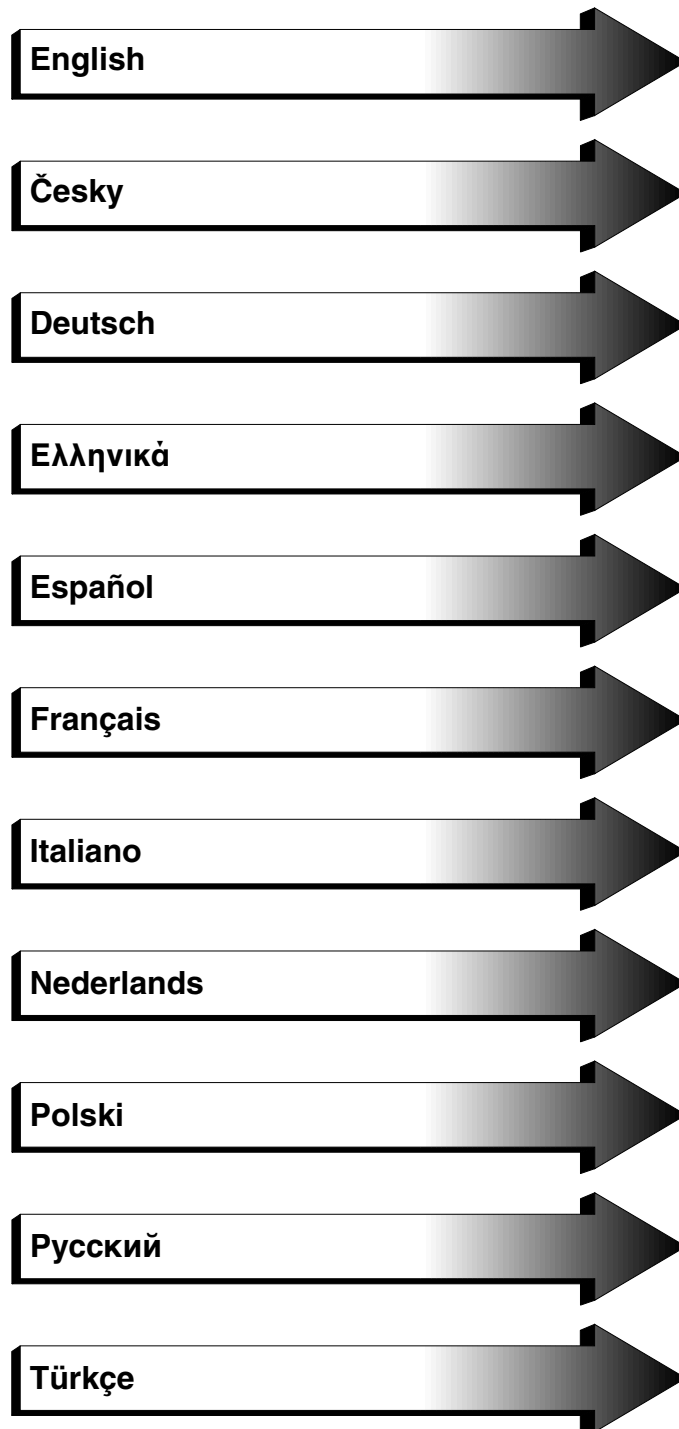 English
Česky
Deutsch
Ελληνικά
Español
Français
Italiano
Nederlands
Polski
Русский
Türkçe